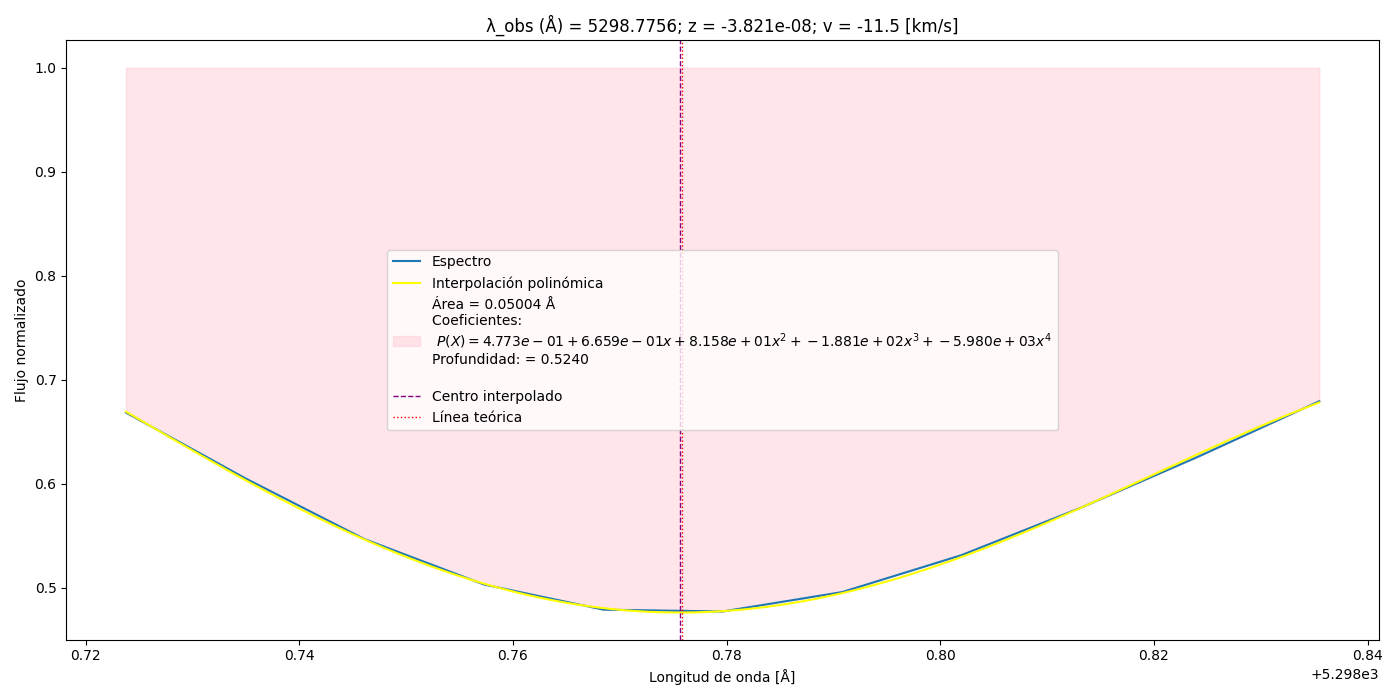 λ_obs (Å) = 5298.7756; z = -3.821e-08; v = -11.5 [km/s]
1.0
0.9
0.8
0.7
0.6
0.5
Flujo normalizado
Espectro
Interpolación polinómica
Área = 0.05004 Å
Coeficientes:
P(X) = 4.773e − 01 + 6.659e − 01x + 8.158e + 01x² + −1.881e + 02x³ + −5.980e + 03x⁴
Profundidad: = 0.5240
Centro interpolado
Línea teórica
0.72 0.74 0.76 0.78 0.80 0.82 0.84
+5.298e3
Longitud de onda [Å]